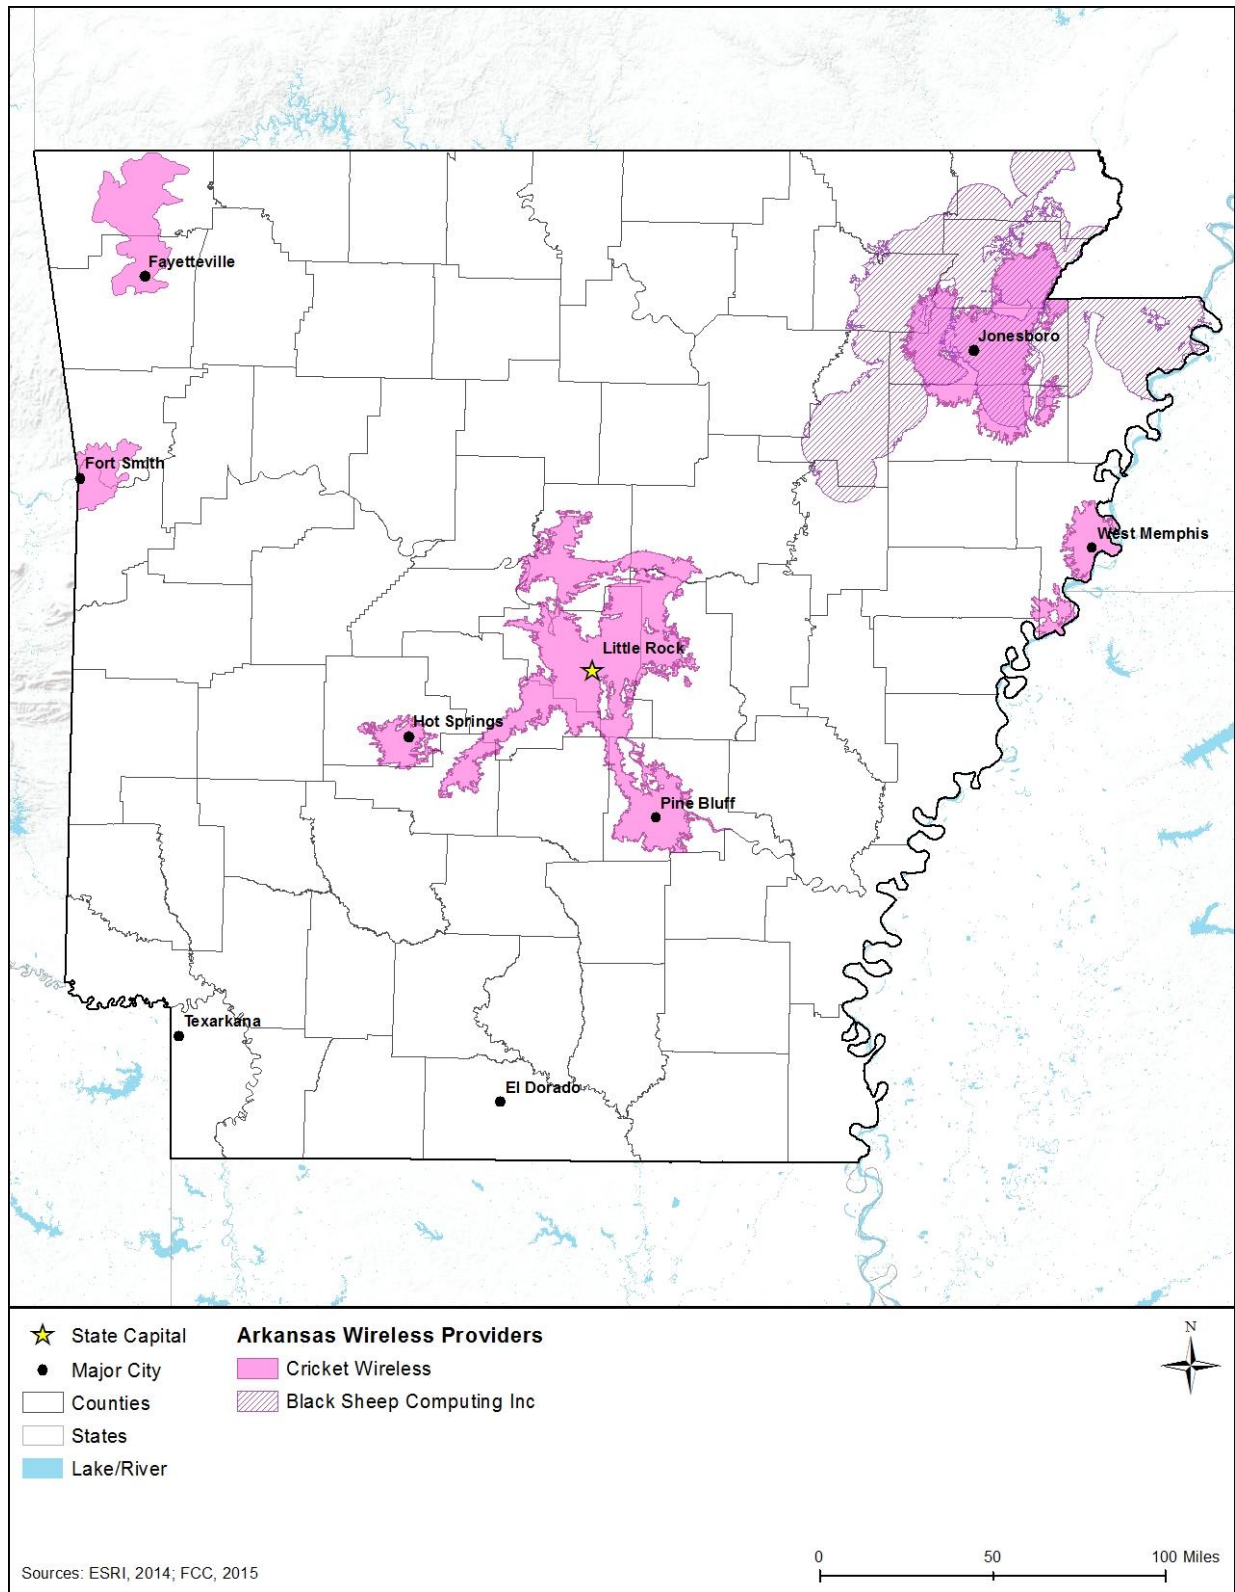 Fayetteville
Jonesboro
Fort Smith
West Memphis
Little Rock
Hot Springs
Pine Bluff
Texarkana
El Dorado
State Capital
Major City
Counties
States
Lake/River
Arkansas Wireless Providers
Cricket Wireless
Black Sheep Computing Inc
N
Sources: ESRI, 2014; FCC, 2015
0 50 100 Miles